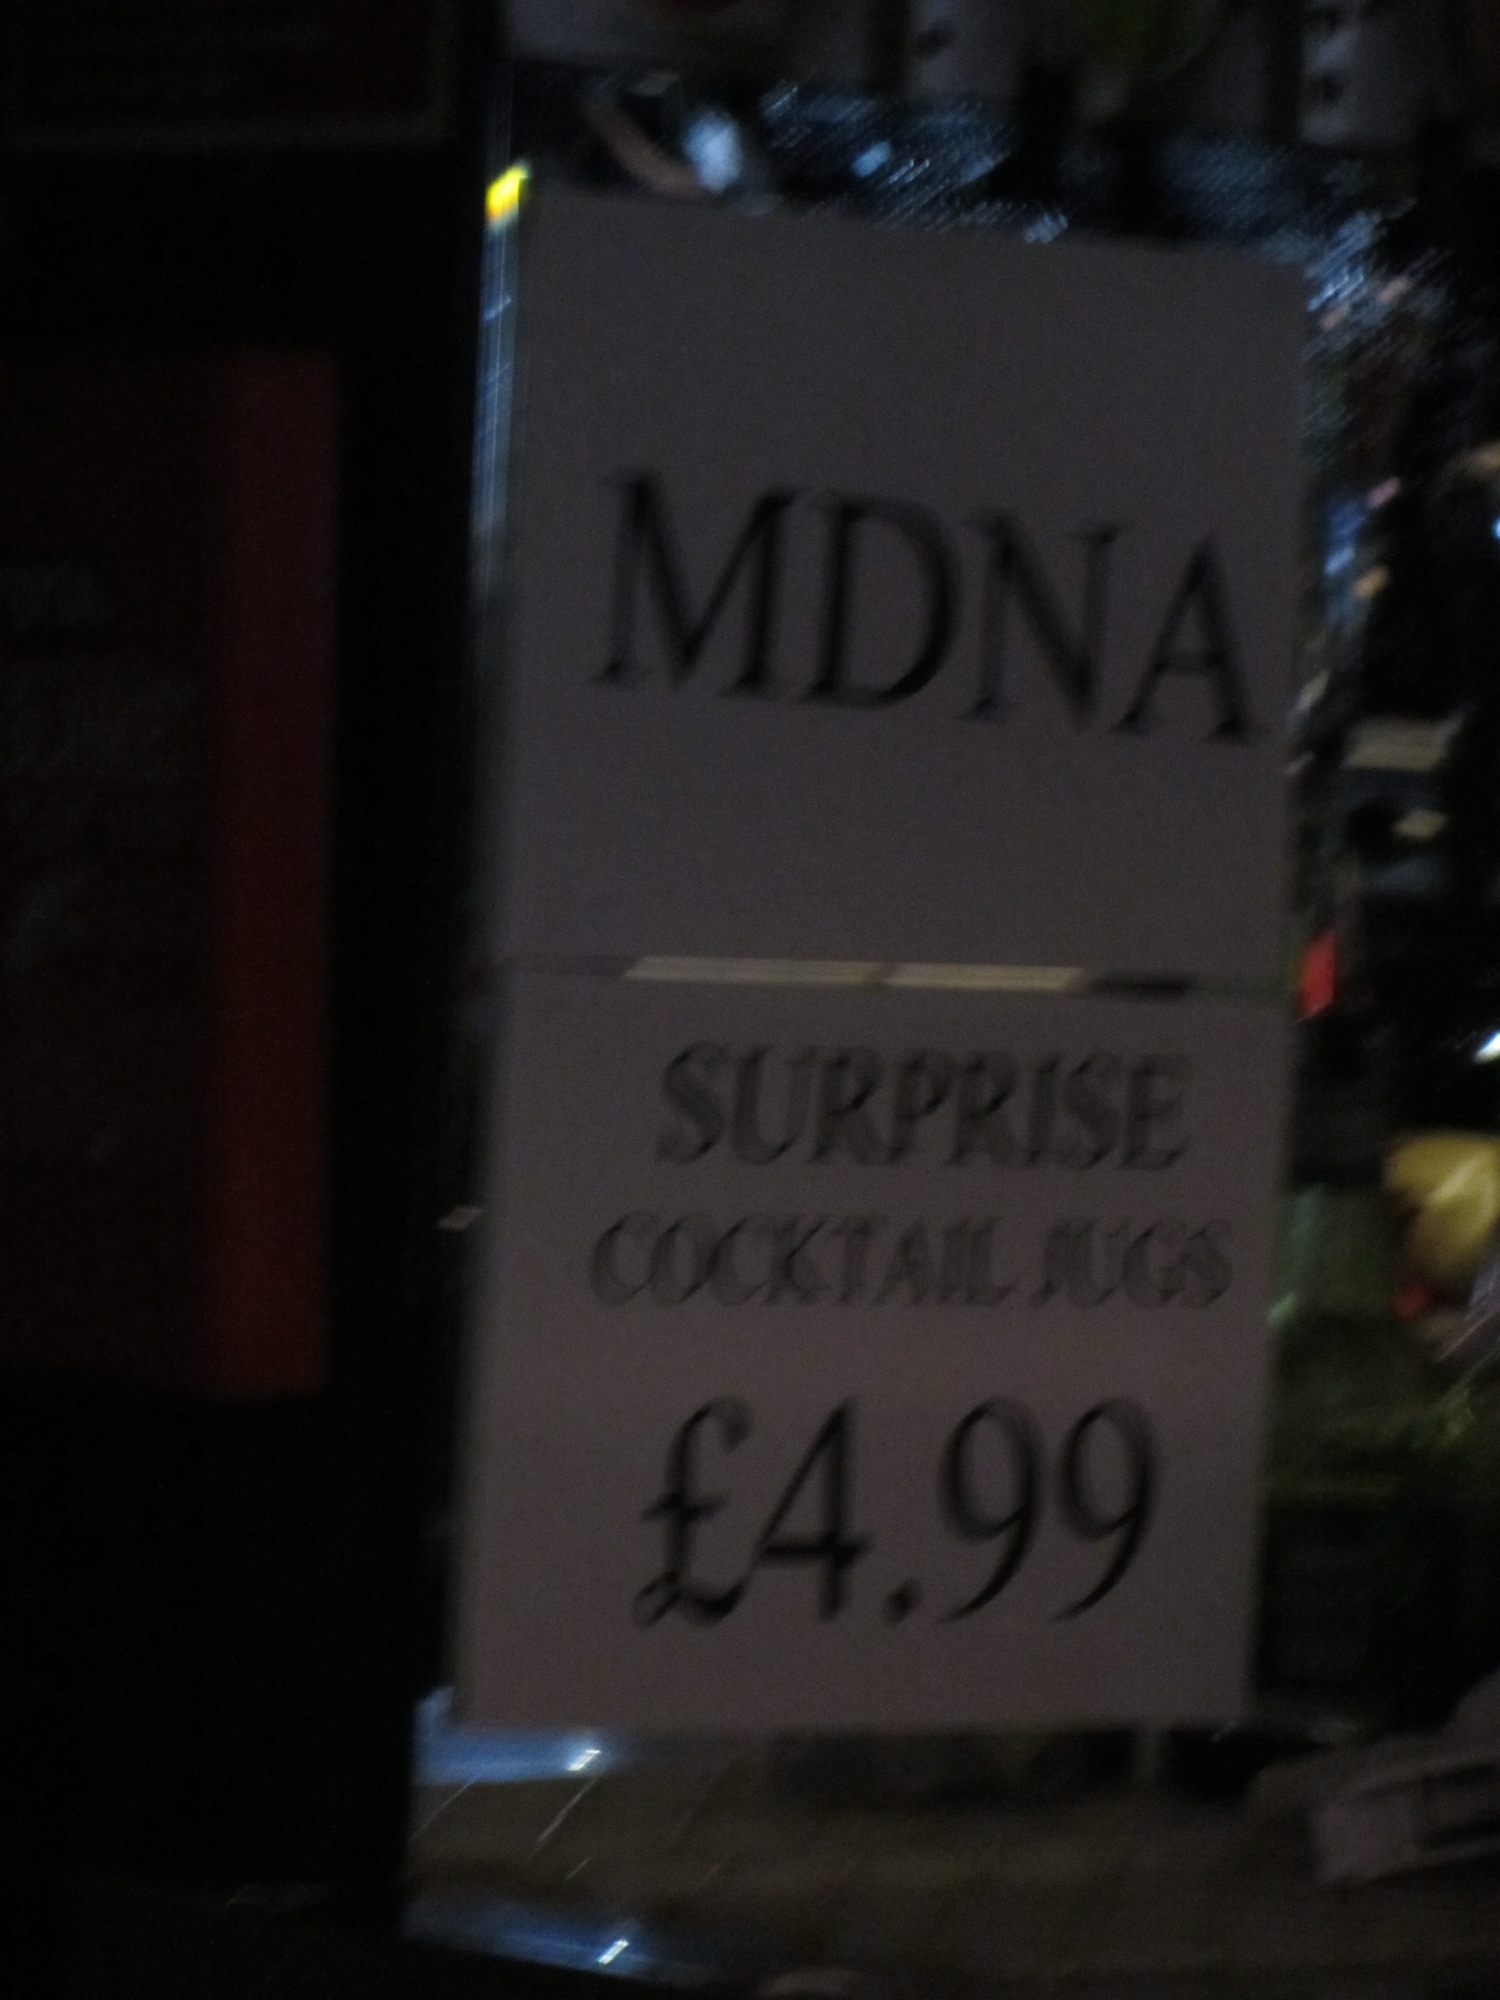 MDNA
SURPRISE
COCKTAIL JUGS
£4.99